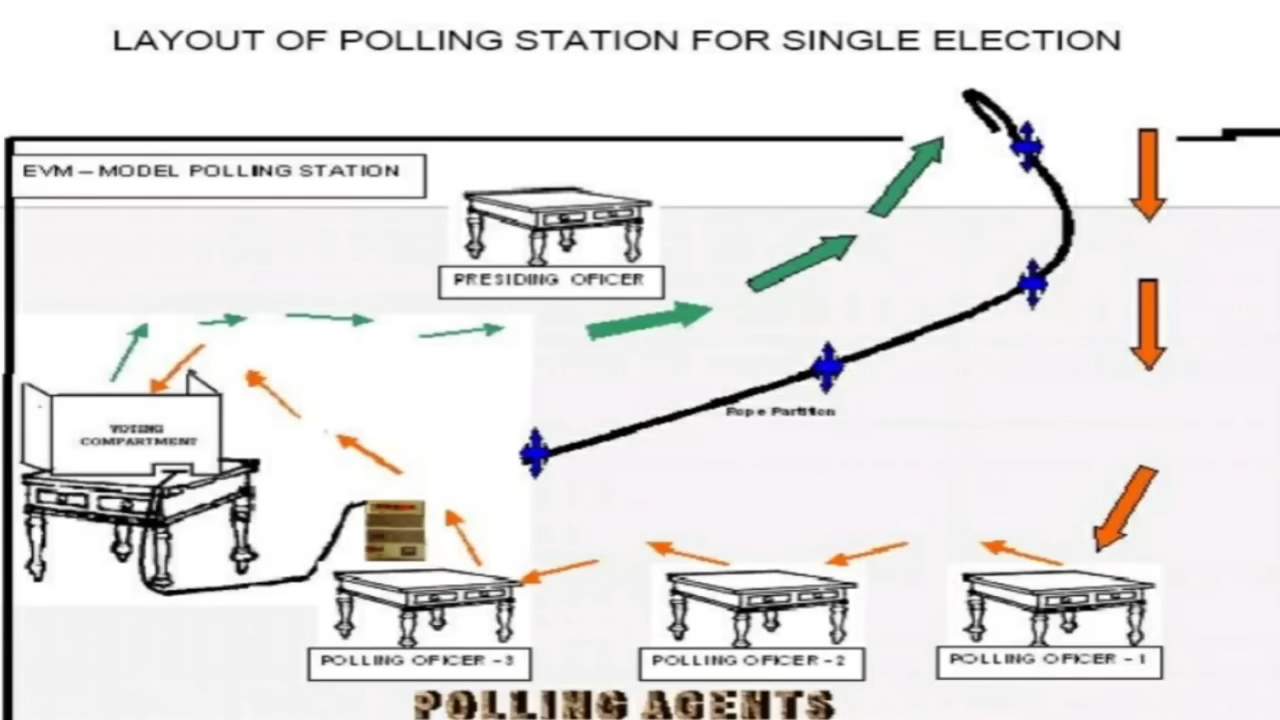 LAYOUT OF POLLING STATION FOR SINGLE ELECTION
EVM – MODEL POLLING STATION
PRESIDING OFICER
Rope Partition
VOTING
COMPARTMENT
POLLING OFICER - 3
POLLING OFICER - 2
POLLING OFICER - 1
POLLING AGENTS